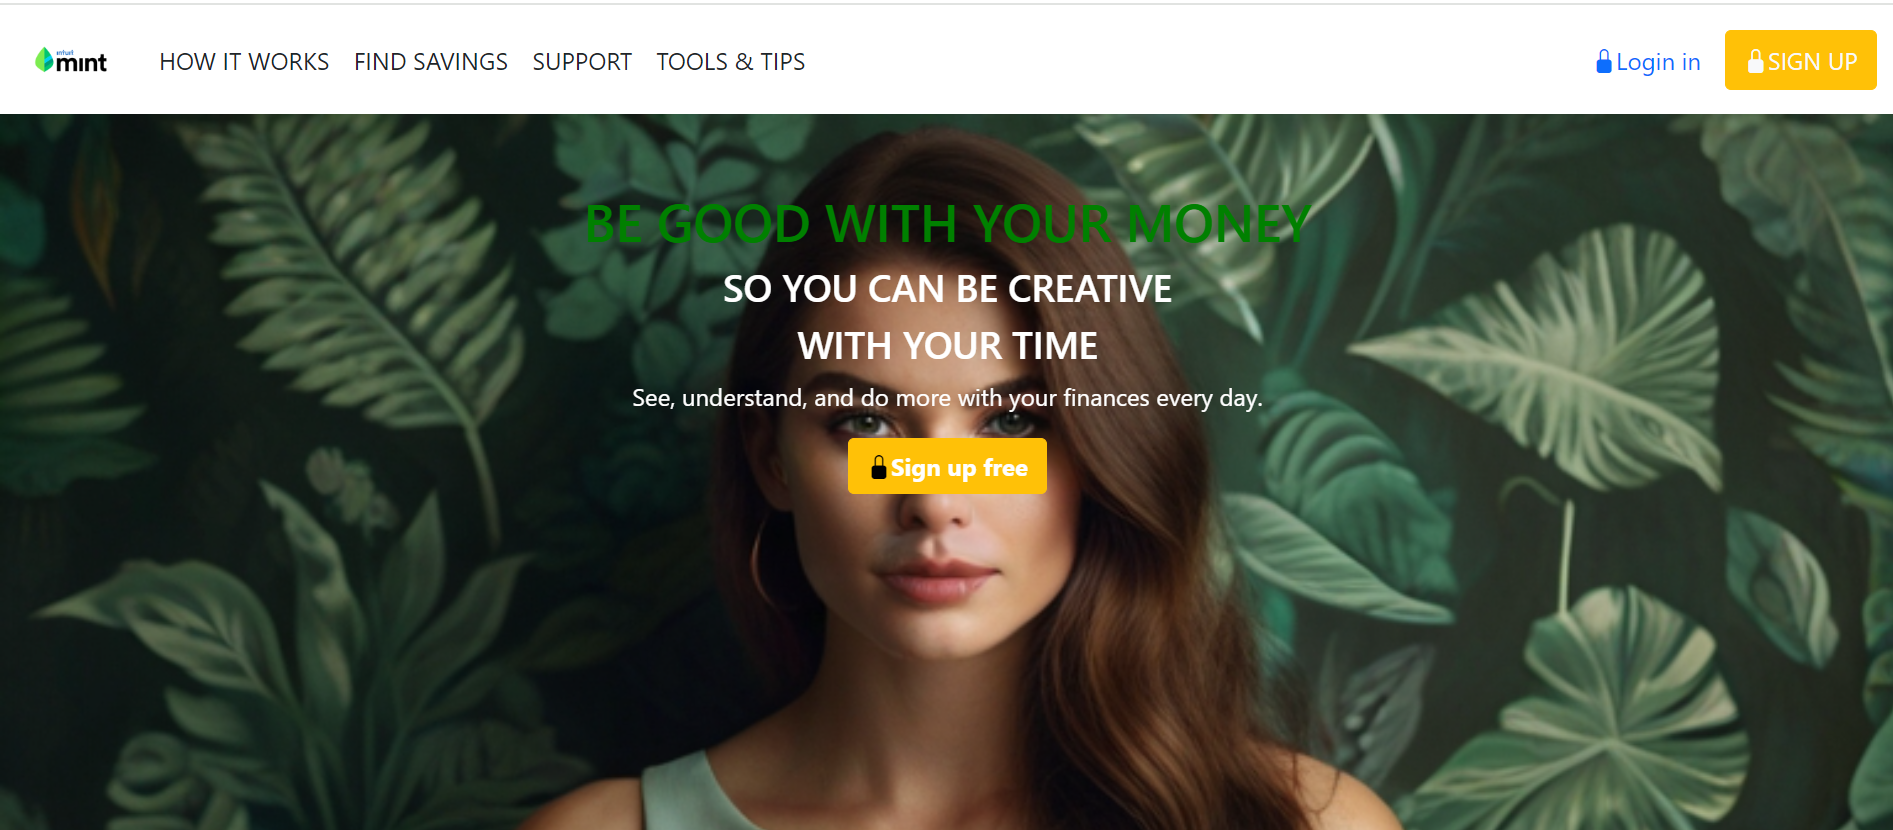 intuit
mint
HOW IT WORKS
FIND SAVINGS
SUPPORT
TOOLS & TIPS
Login in
SIGN UP
BE GOOD WITH YOUR MONEY
SO YOU CAN BE CREATIVE
WITH YOUR TIME
See, understand, and do more with your finances every day.
Sign up free